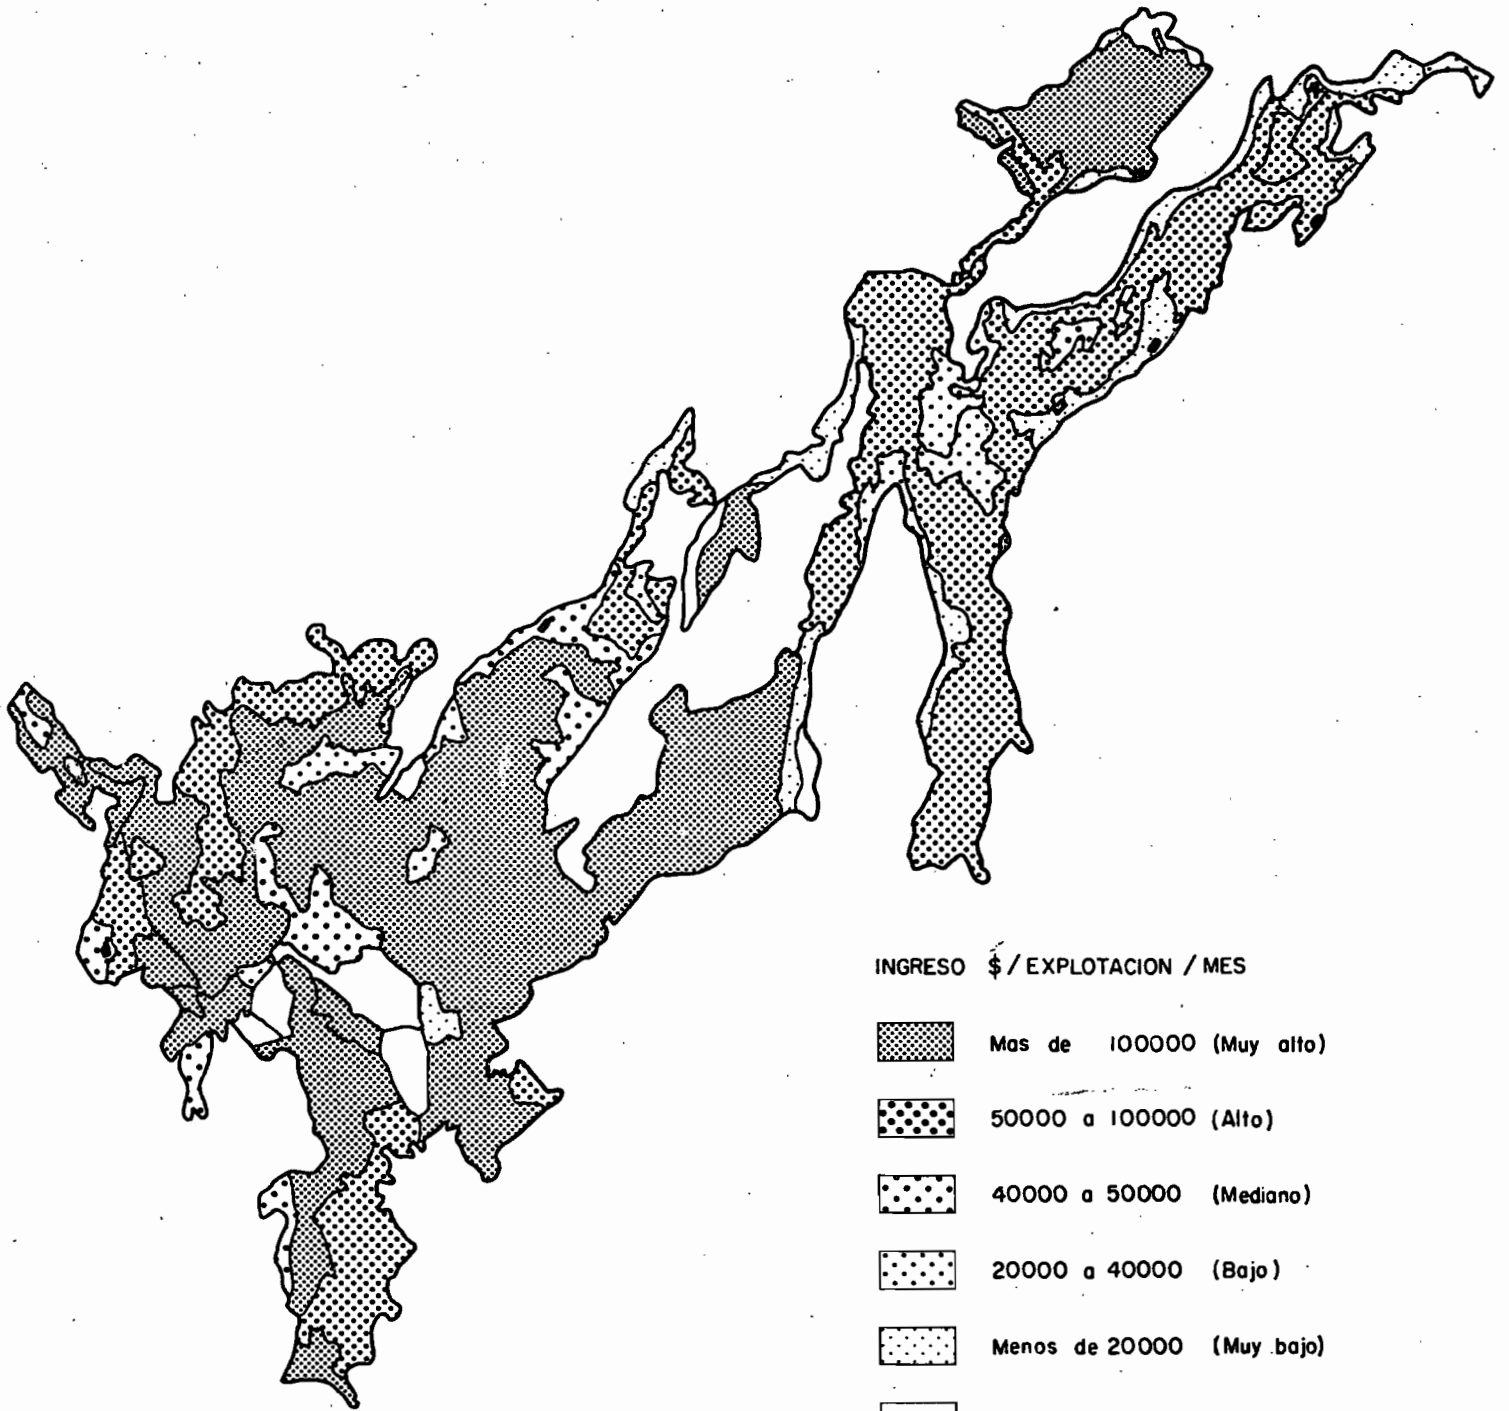 INGRESO $/EXPLOTACION / MES
Mas de 100000 (Muy alto)
50000 a 100000 (Alto)
40000 a 50000 (Mediano)
20000 a 40000 (Bajo)
Menos de 20000 (Muy bajo)